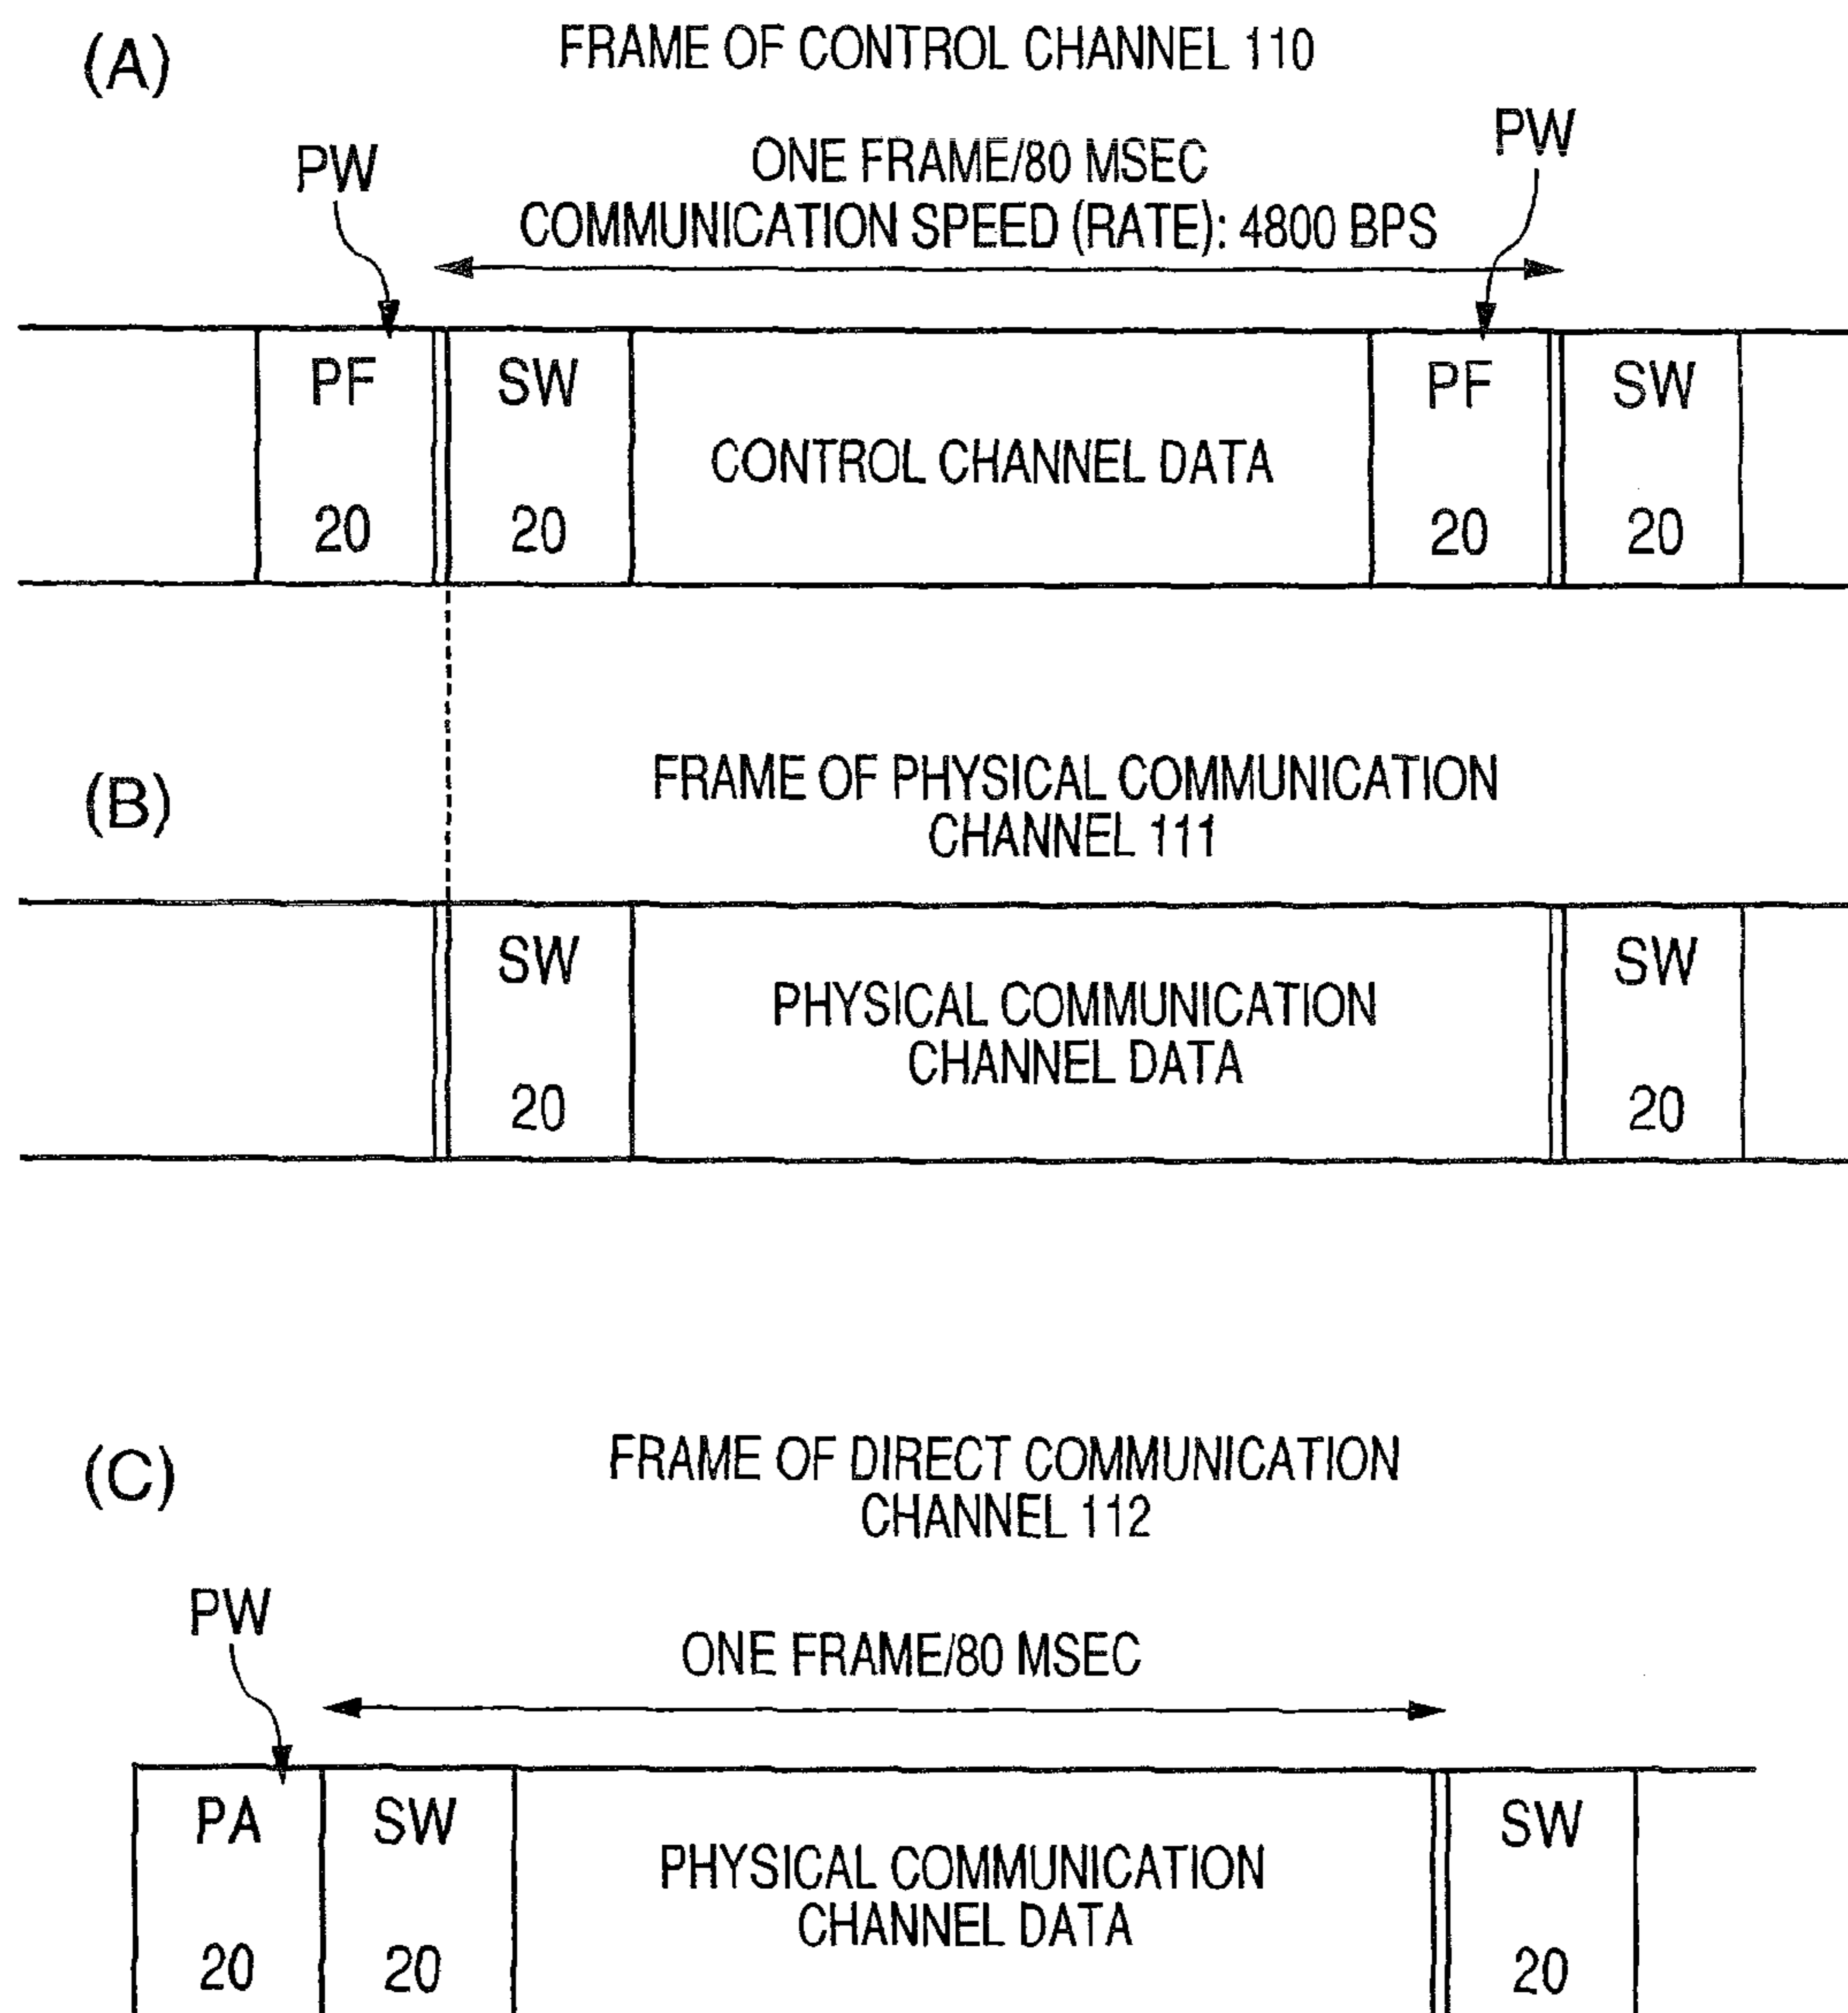 (A)
FRAME OF CONTROL CHANNEL 110
PW
ONE FRAME/80 MSEC
COMMUNICATION SPEED (RATE): 4800 BPS
PW
PF
20
SW
20
CONTROL CHANNEL DATA
PF
20
SW
20
(B)
FRAME OF PHYSICAL COMMUNICATION
CHANNEL 111
SW
20
PHYSICAL COMMUNICATION
CHANNEL DATA
SW
20
(C)
FRAME OF DIRECT COMMUNICATION
CHANNEL 112
PW
ONE FRAME/80 MSEC
PA
20
SW
20
PHYSICAL COMMUNICATION
CHANNEL DATA
SW
20